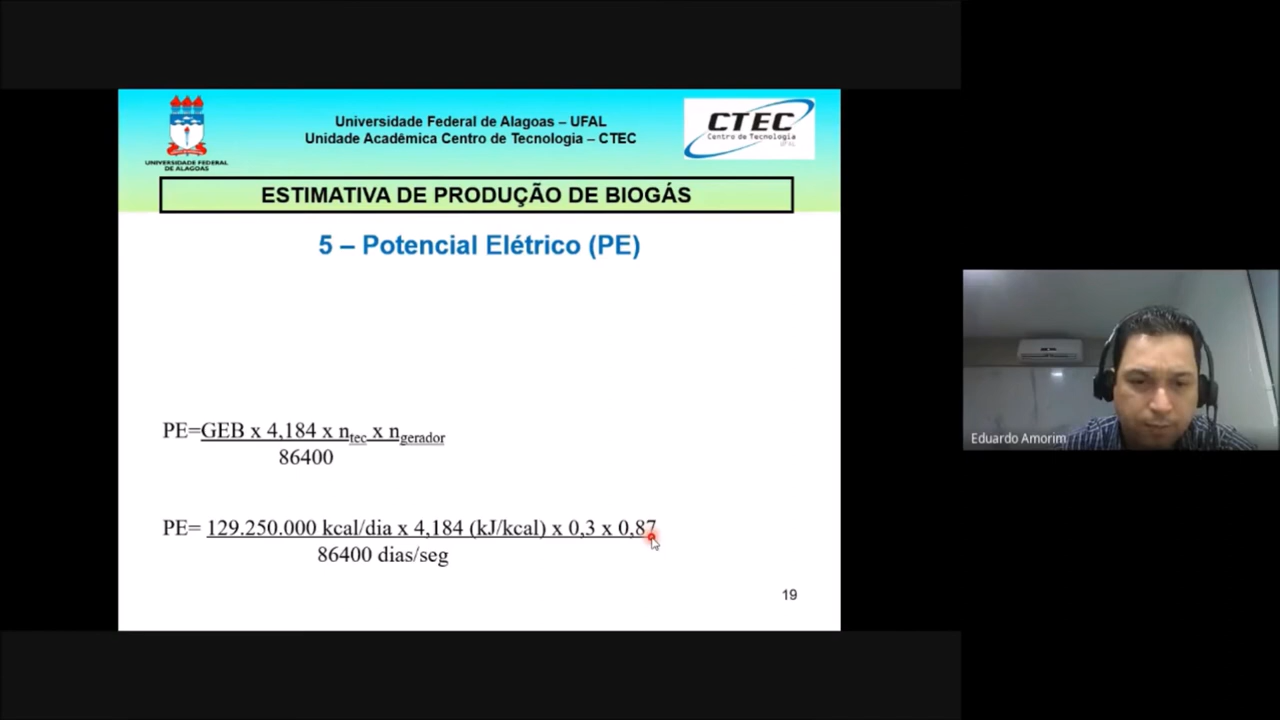 Universidade Federal de Alagoas – UFAL
Unidade Acadêmica Centro de Tecnologia – CTEC
UNIVERSIDADE FEDERAL
DE ALAGOAS
CTEC
Centro de Tecnologia
UFAL
ESTIMATIVA DE PRODUÇÃO DE BIOGÁS
5 – Potencial Elétrico (PE)
PE=GEB x 4,184 x ntec x ngerador
86400
PE= 129.250.000 kcal/dia x 4,184 (kJ/kcal) x 0,3 x 0,87
86400 dias/seg
19
Eduardo Amorim